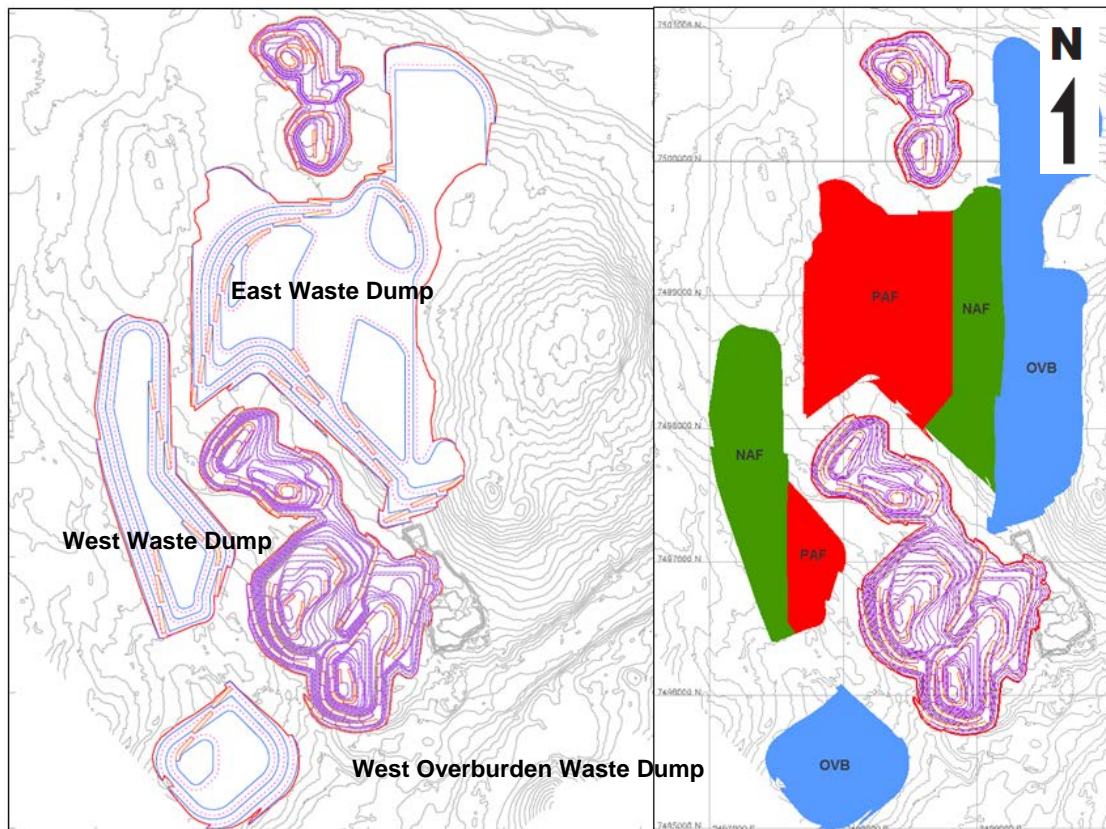 East Waste Dump
West Waste Dump
West Overburden Waste Dump
N
7501000 N
7500000 N
PAF
7499000 N
NAF
OVB
7498000 N
NAF
7497000 N
PAF
7496000 N
OVB
7495000 N